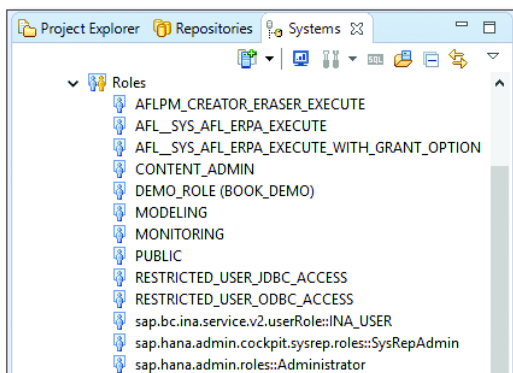 Project Explorer Repositories Systems
SQL
Roles
AFLPM_CREATOR_ERASER_EXECUTE
AFL__SYS_AFL_ERPA_EXECUTE
AFL__SYS_AFL_ERPA_EXECUTE_WITH_GRANT_OPTION
CONTENT_ADMIN
DEMO_ROLE (BOOK_DEMO)
MODELING
MONITORING
PUBLIC
RESTRICTED_USER_JDBC_ACCESS
RESTRICTED_USER_ODBC_ACCESS
sap.bc.ina.service.v2.userRole::INA_USER
sap.hana.admin.cockpit.sysrep.roles::SysRepAdmin
sap.hana.admin.roles::Administrator